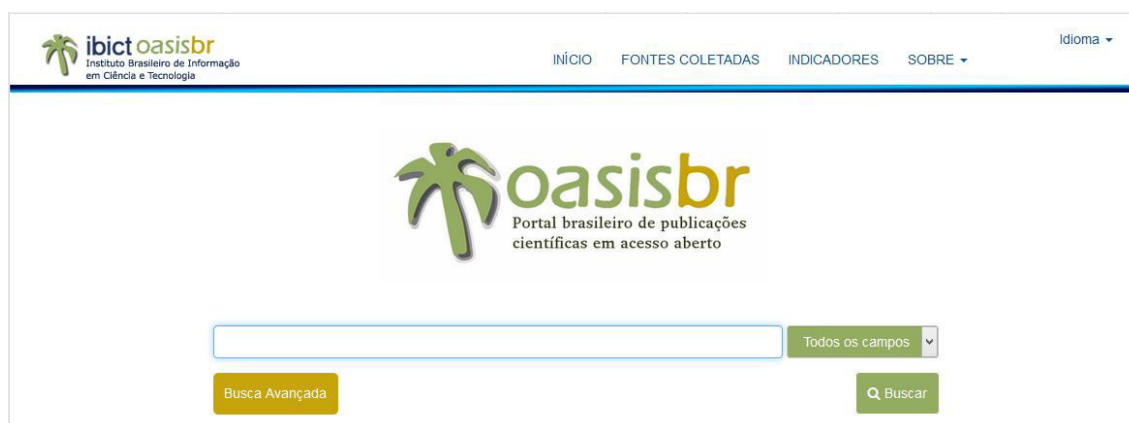 ibict oasisbr
Instituto Brasileiro de Informação
em Ciência e Tecnologia
INÍCIO FONTES COLETADAS INDICADORES SOBRE
Idioma
oasisbr
Portal brasileiro de publicações
científicas em acesso aberto
Todos os campos
Busca Avançada
Buscar